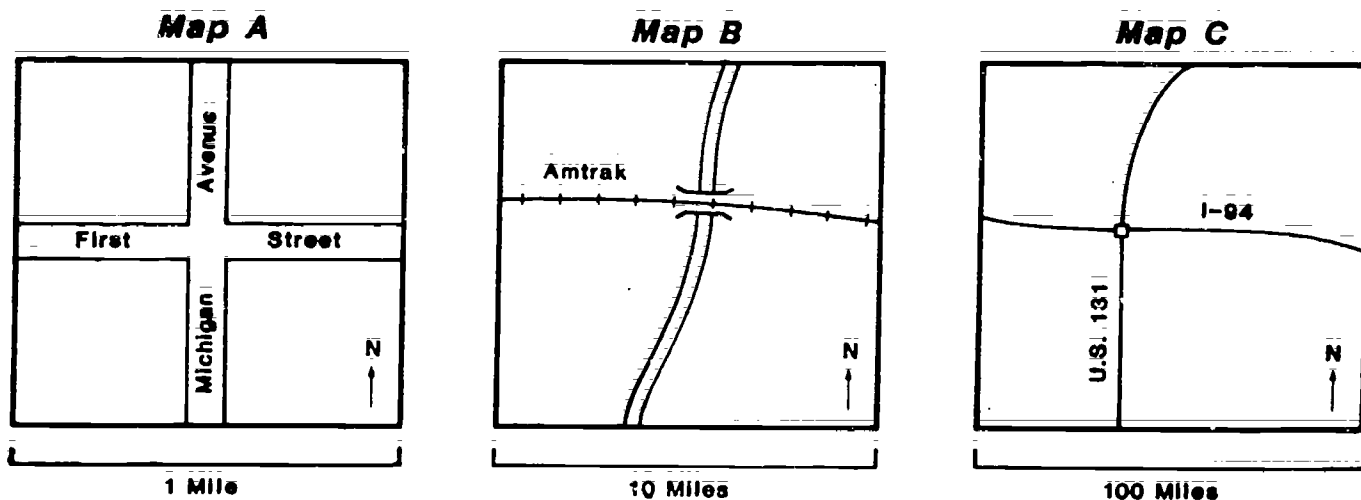 Map A
Avenue
First Street
Michigan
N
1 Mile
Map B
Amtrak
N
10 Miles
Map C
I-94
U.S. 131
N
100 Miles